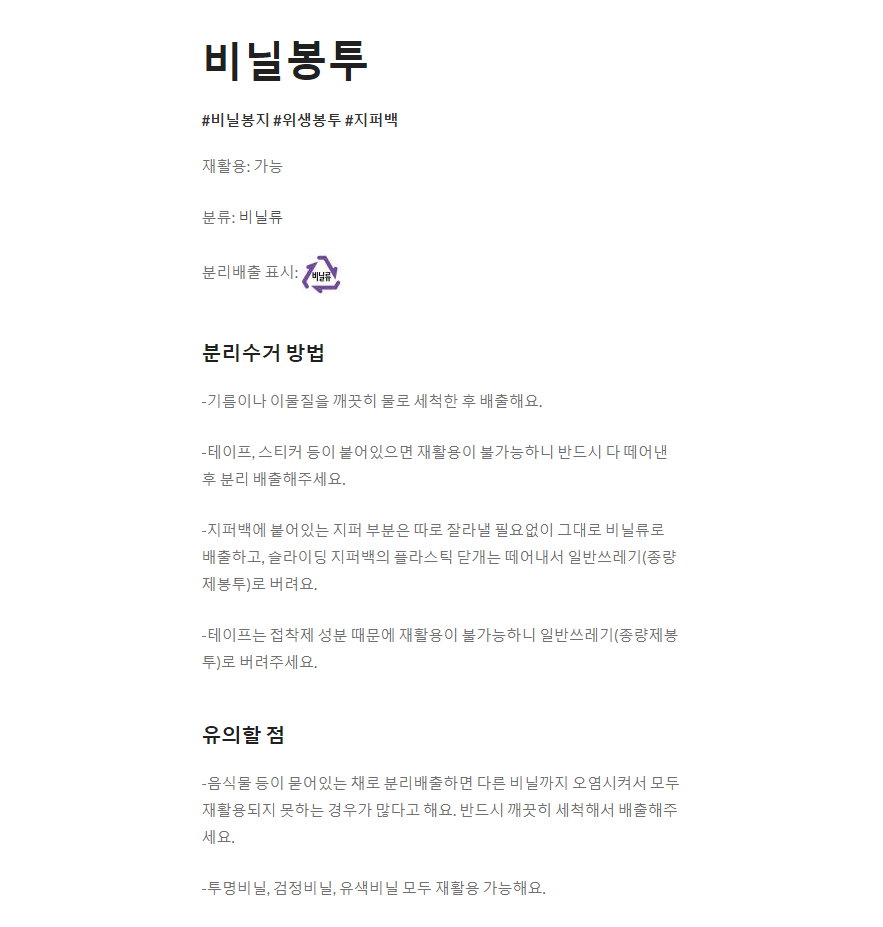 비닐봉투
#비닐봉지 #위생봉투 #지퍼백
재활용: 가능
분류: 비닐류
분리배출 표시: 비닐류
분리수거 방법
-기름이나 이물질을 깨끗히 물로 세척한 후 배출해요.
-테이프, 스티커 등이 붙어있으면 재활용이 불가능하니 반드시 다 떼어낸
후 분리 배출해주세요.
-지퍼백에 붙어있는 지퍼 부분은 따로 잘라낼 필요없이 그대로 비닐류로
배출하고, 슬라이딩 지퍼백의 플라스틱 닫개는 떼어내서 일반쓰레기(종량
제봉투)로 버려요.
-테이프는 접착제 성분 때문에 재활용이 불가능하니 일반쓰레기(종량제봉
투)로 버려주세요.
유의할 점
-음식물 등이 묻어있는 채로 분리배출하면 다른 비닐까지 오염시켜서 모두
재활용되지 못하는 경우가 많다고 해요. 반드시 깨끗히 세척해서 배출해주
세요.
-투명비닐, 검정비닐, 유색비닐 모두 재활용 가능해요.